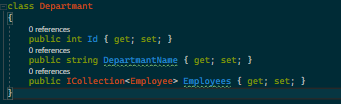 class Departmant
{
0 references
public int Id { get; set; }
0 references
public string DepartmentName { get; set; }
0 references
public ICollection<Employee> Employees { get; set; }
}